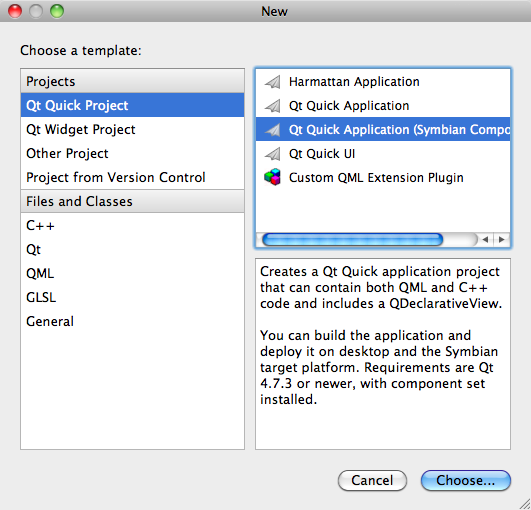 New
Choose a template:
Projects
Qt Quick Project
Qt Widget Project
Other Project
Project from Version Control
Files and Classes
C++
Qt
QML
GLSL
General
Harmattan Application
Qt Quick Application
Qt Quick Application (Symbian Compo
Qt Quick UI
Custom QML Extension Plugin
Creates a Qt Quick application project
that can contain both QML and C++
code and includes a QDeclarativeView.
You can build the application and
deploy it on desktop and the Symbian
target platform. Requirements are Qt
4.7.3 or newer, with component set
installed.
Cancel
Choose...